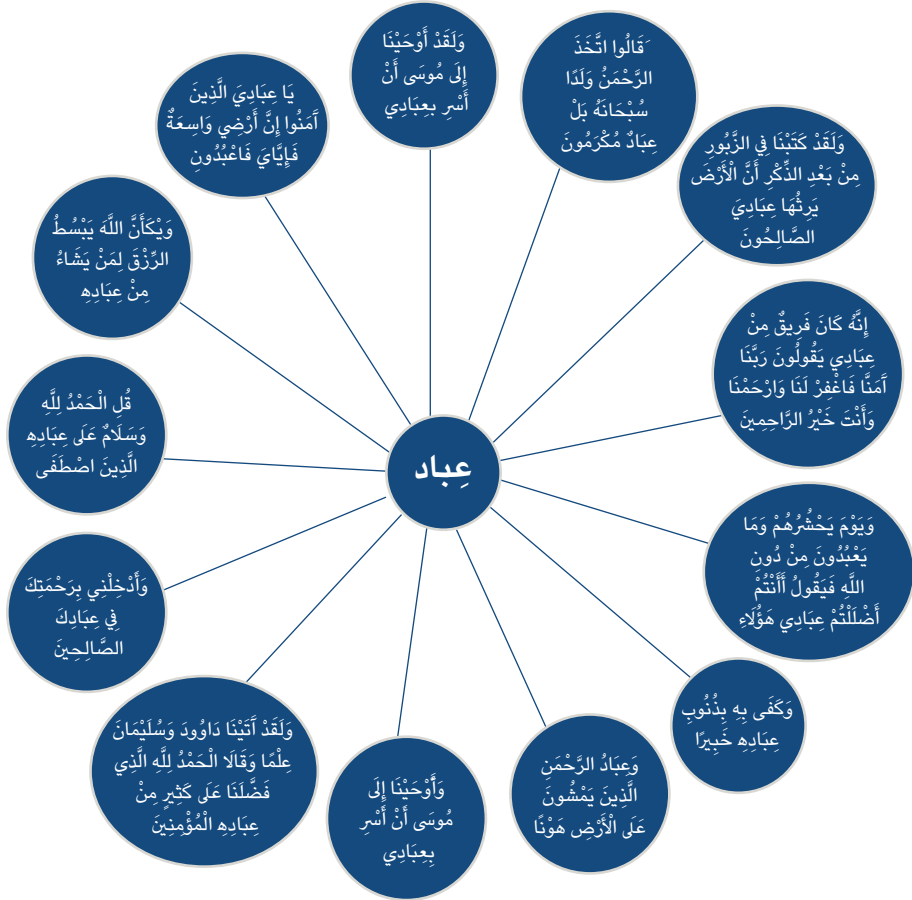 وَلَقَدْ أَوْحَيْنَا
إِلَى مُوسَى أَنْ
أَسْرِ بِعِبَادِي
َقَالُوا اتَّخَذَ
الرَّحْمَنُ وَلَدًا
سُبْحَانَهُ بَلْ
عِبَادٌ مُكْرَمُونَ
وَلَقَدْ كَتَبْنَا فِي الزَّبُورِ
مِنْ بَعْدِ الذِّكْرِ أَنَّ الْأَرْضَ
يَرِثُهَا عِبَادِيَ
الصَّالِحُونَ
إِنَّهُ كَانَ فَرِيقٌ مِنْ
عِبَادِي يَقُولُونَ رَبَّنَا
آَمَنَّا فَاغْفِرْ لَنَا وَارْحَمْنَا
وَأَنْتَ خَيْرُ الرَّاحِمِينَ
وَيَوْمَ يَحْشُرُهُمْ وَمَا
يَعْبُدُونَ مِنْ دُونِ
اللَّهِ فَيَقُولُ أَأَنْتُمْ
أَضْلَلْتُمْ عِبَادِي هَؤُلَاءِ
وَكَفَى بِهِ بِذُنُوبِ
عِبَادِهِ خَبِيرًا
وَعِبَادُ الرَّحْمَنِ
الَّذِينَ يَمْشُونَ
عَلَى الْأَرْضِ هَوْنًا
وَأَوْحَيْنَا إِلَى
مُوسَى أَنْ أَسْرِ
بِعِبَادِي
وَلَقَدْ آَتَيْنَا دَاوُودَ وَسُلَيْمَانَ
عِلْمًا وَقَالَا الْحَمْدُ لِلَّهِ الَّذِي
فَضَّلَنَا عَلَى كَثِيرٍ مِنْ
عِبَادِهِ الْمُؤْمِنِينَ
وَأَدْخِلْنِي بِرَحْمَتِكَ
فِي عِبَادِكَ
الصَّالِحِينَ
قُلِ الْحَمْدُ لِلَّهِ
وَسَلَامٌ عَلَى عِبَادِهِ
الَّذِينَ اصْطَفَى
وَيْكَأَنَّ اللَّهَ يَبْسُطُ
الرِّزْقَ لِمَنْ يَشَاءُ
مِنْ عِبَادِهِ
يَا عِبَادِيَ الَّذِينَ
آَمَنُوا إِنَّ أَرْضِي وَاسِعَةٌ
فَإِيَّايَ فَاعْبُدُونِ
عِباد